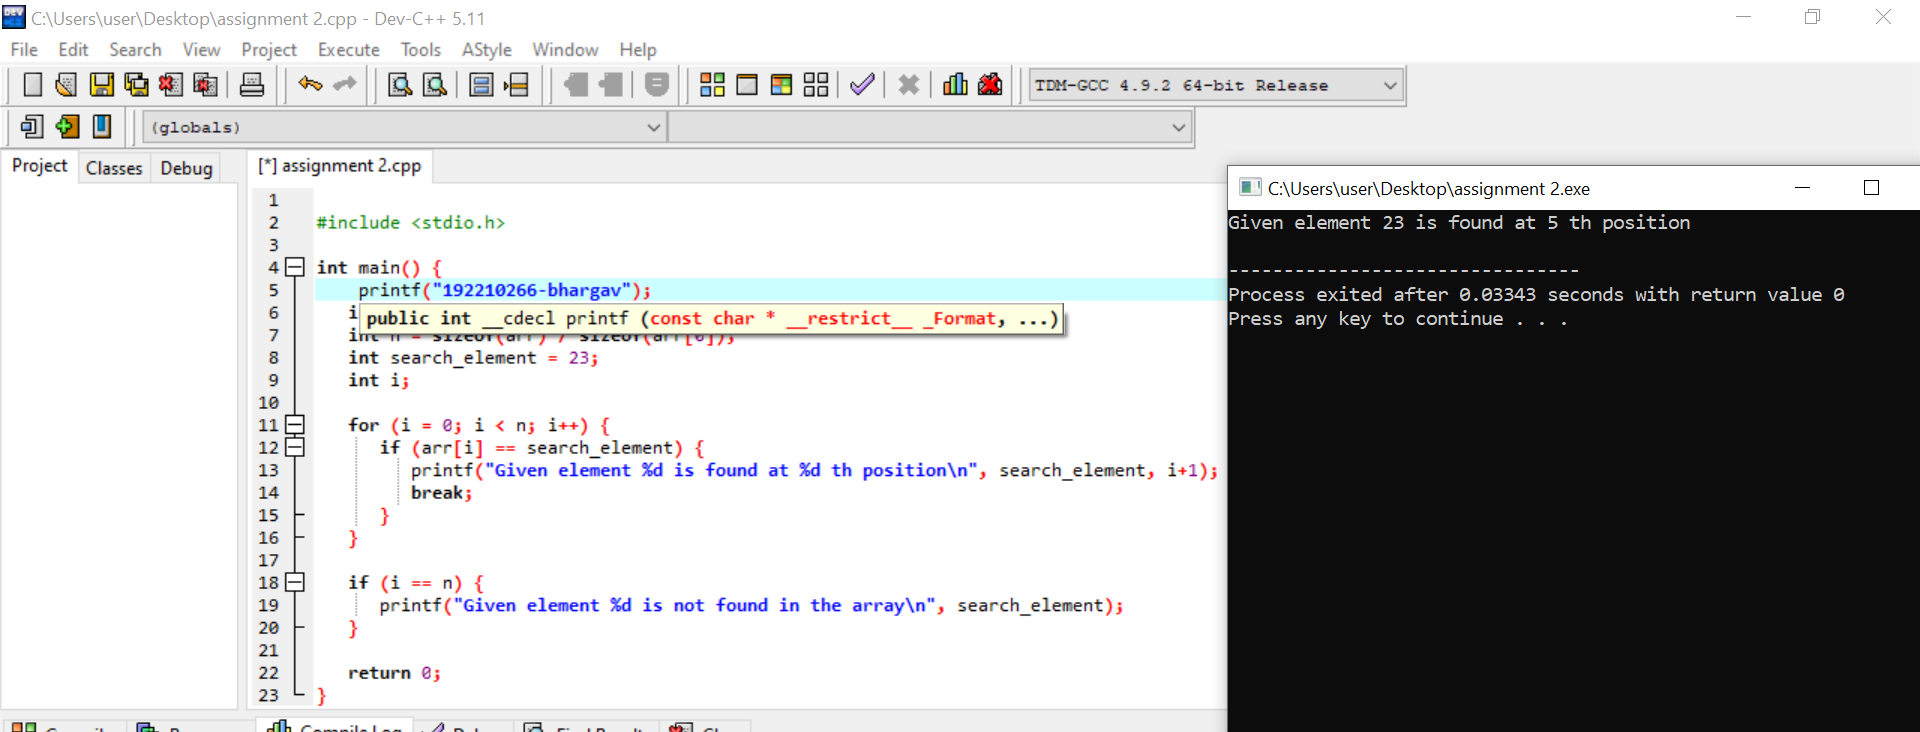 C:\Users\user\Desktop\assignment 2.cpp - Dev-C++ 5.11
File Edit Search View Project Execute Tools AStyle Window Help
TDM-GCC 4.9.2 64-bit Release
(globals)
Project Classes Debug
[*] assignment 2.cpp
1
2 #include <stdio.h>
3
4 int main() {
5 printf("192210266-bhargav");
6 i
public int __cdecl printf (const char * __restrict__ _Format, ...)
7 int n = sizeof(arr) / sizeof(arr[0]);
8 int search_element = 23;
9 int i;
10
11 for (i = 0; i < n; i++) {
12 if (arr[i] == search_element) {
13 printf("Given element %d is found at %d th position\n", search_element, i+1);
14 break;
15 }
16 }
17
18 if (i == n) {
19 printf("Given element %d is not found in the array\n", search_element);
20 }
21
22 return 0;
23 }
Compile Log
C:\Users\user\Desktop\assignment 2.exe
Given element 23 is found at 5 th position
--------------------------------
Process exited after 0.03343 seconds with return value 0
Press any key to continue . . .